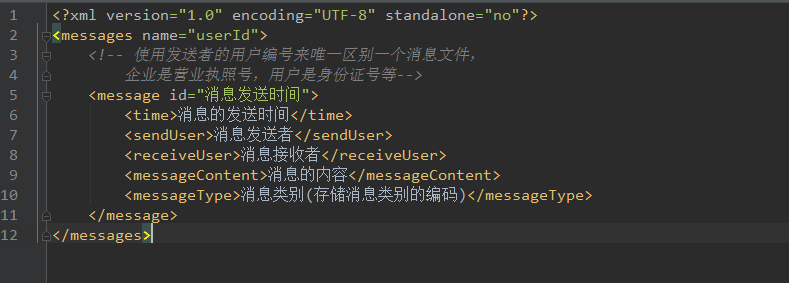 1 <?xml version="1.0" encoding="UTF-8" standalone="no"?>
2 <messages name="userId">
3 <!-- 使用发送者的用户编号来唯一区别一个消息文件,
4 企业是营业执照号，用户是身份证号等-->
5 <message id="消息发送时间">
6 <time>消息的发送时间</time>
7 <sendUser>消息发送者</sendUser>
8 <receiveUser>消息接收者</receiveUser>
9 <messageContent>消息的内容</messageContent>
10 <messageType>消息类别(存储消息类别的编码)</messageType>
11 </message>
12 </messages>